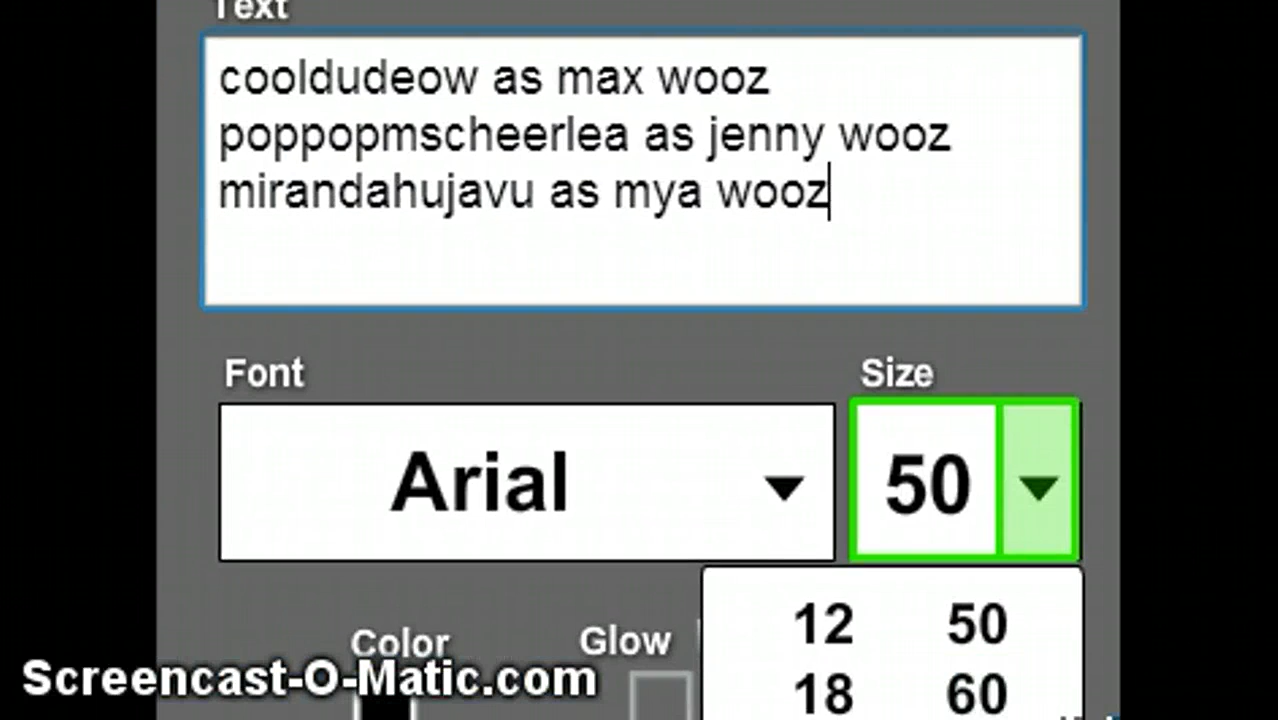 Text
cooldudeow as max wooz
poppopmscheerlea as jenny wooz
mirandahujavu as mya wooz
Font
Size
Arial
50
Color
Glow
12 50
18 60
Screencast-O-Matic.com